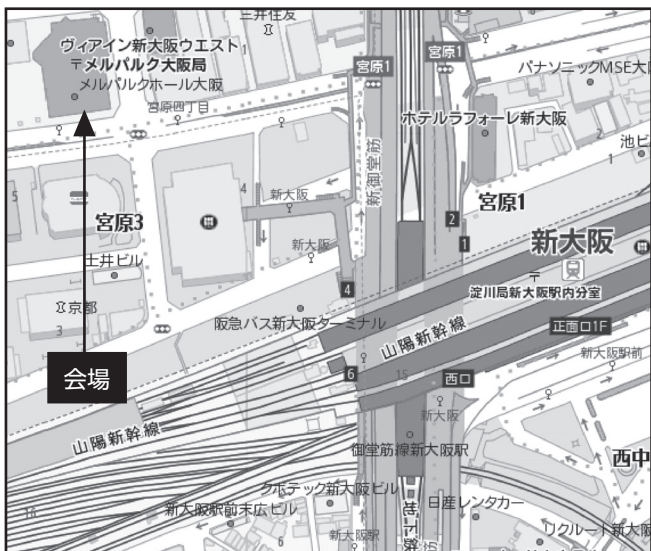 三井住友
ヴィアイン新大阪ウエスト
〒メルパルク大阪局
メルパルクホール大阪
宮原1
宮原1
パナソニックMSE大
宮原四丁目
ホテルラフォーレ新大阪
池ビ
新御堂筋
新大阪
宮原3
宮原1
2
1
新大阪
新大阪
土井ビル
4
淀川局新大阪駅内分室
京都
阪急バス新大阪ターミナル
山陽新幹線
正面口1F
新大阪駅前
会場
6
15
西口
新大阪
山陽新幹線
御堂筋線新大阪駅
西中
クボテック新大阪ビル
新大阪駅前末広ビル
日産レンタカー
16
新大阪駅
地下鉄
リクルート新大阪